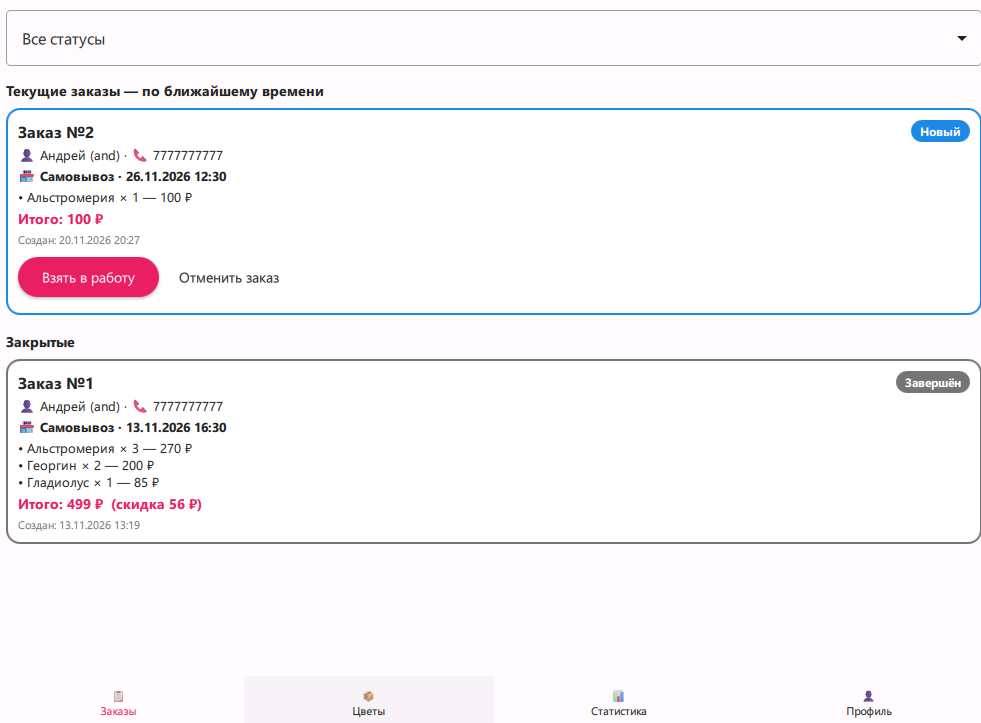 Все статусы
Текущие заказы — по ближайшему времени
Заказ №2
Новый
Андрей (and) · 7777777777
Самовывоз · 26.11.2026 12:30
• Альстромерия × 1 — 100 ₽
Итого: 100 ₽
Создан: 20.11.2026 20:27
Взять в работу
Отменить заказ
Закрытые
Заказ №1
Завершён
Андрей (and) · 7777777777
Самовывоз · 13.11.2026 16:30
• Альстромерия × 3 — 270 ₽
• Георгин × 2 — 200 ₽
• Гладиолус × 1 — 85 ₽
Итого: 499 ₽ (скидка 56 ₽)
Создан: 13.11.2026 13:19
Заказы
Цветы
Статистика
Профиль